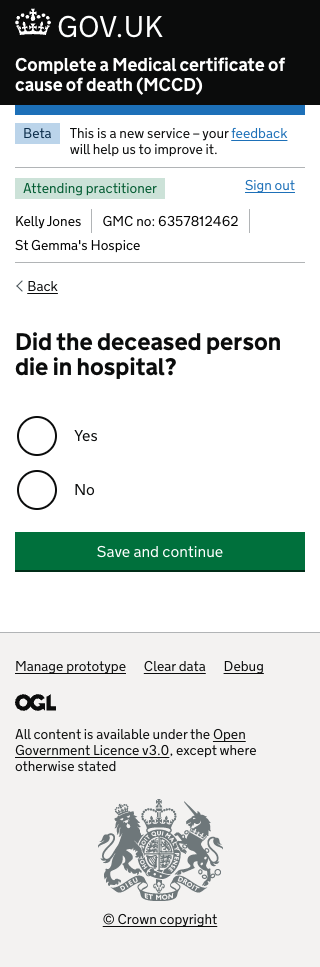 GOV.UK
Complete a Medical certificate of
cause of death (MCCD)
Beta
This is a new service – your feedback
will help us to improve it.
Attending practitioner
Sign out
Kelly Jones
GMC no: 6357812462
St Gemma's Hospice
Back
Did the deceased person
die in hospital?
Yes
No
Save and continue
Manage prototype
Clear data
Debug
OGL
All content is available under the Open
Government Licence v3.0, except where
otherwise stated
DIEU ET MON DROIT
© Crown copyright